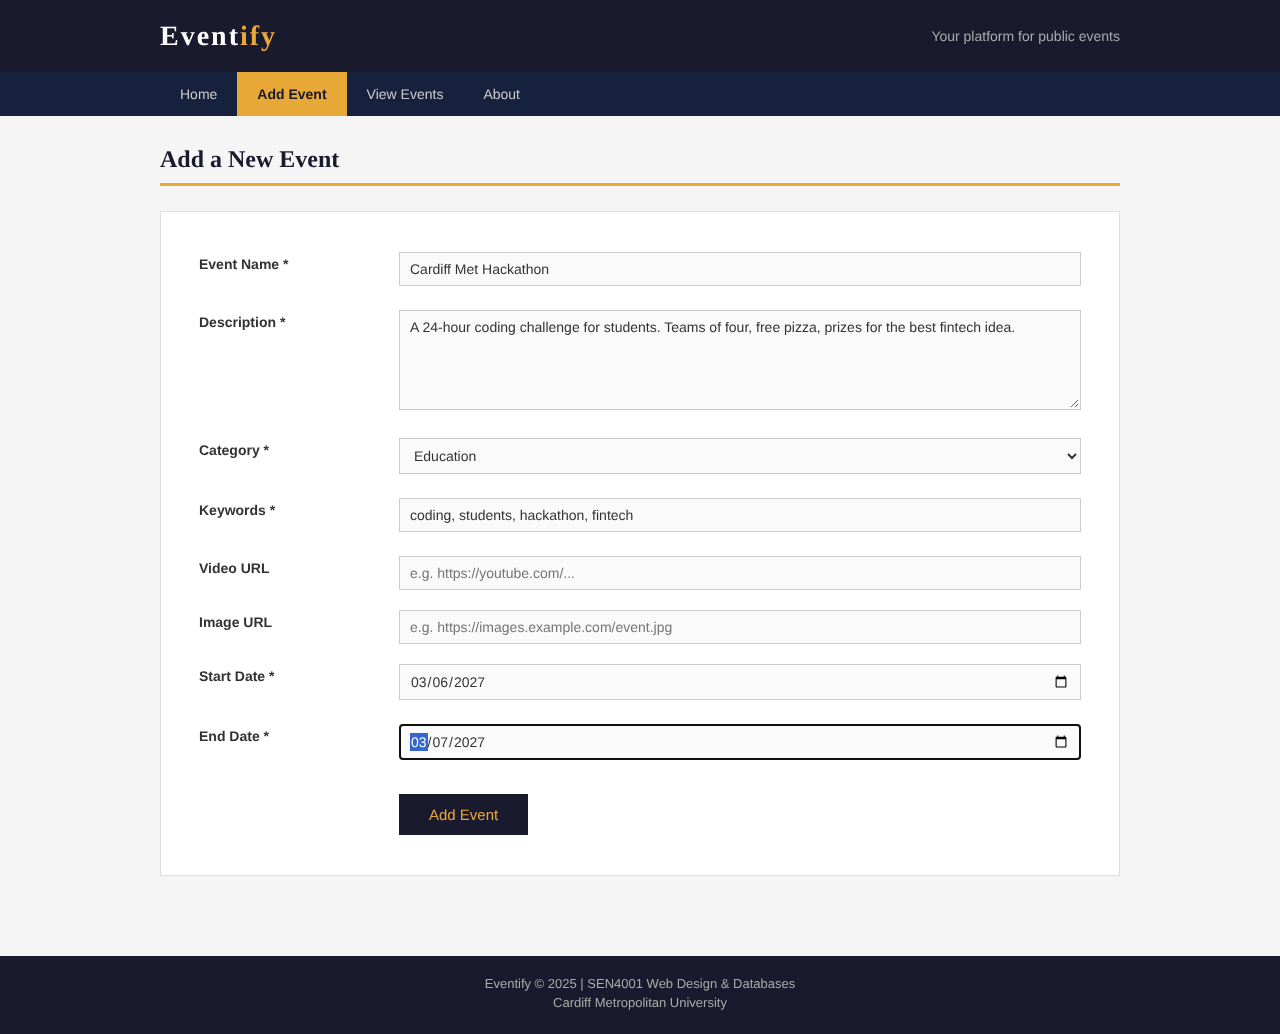 Eventify
Your platform for public events
Home
Add Event
View Events
About
Add a New Event
Event Name *
Cardiff Met Hackathon
Description *
A 24-hour coding challenge for students. Teams of four, free pizza, prizes for the best fintech idea.
Category *
Education
Keywords *
coding, students, hackathon, fintech
Video URL
e.g. https://youtube.com/...
Image URL
e.g. https://images.example.com/event.jpg
Start Date *
03/06/2027
End Date *
03/07/2027
Add Event
Eventify © 2025 | SEN4001 Web Design & Databases
Cardiff Metropolitan University